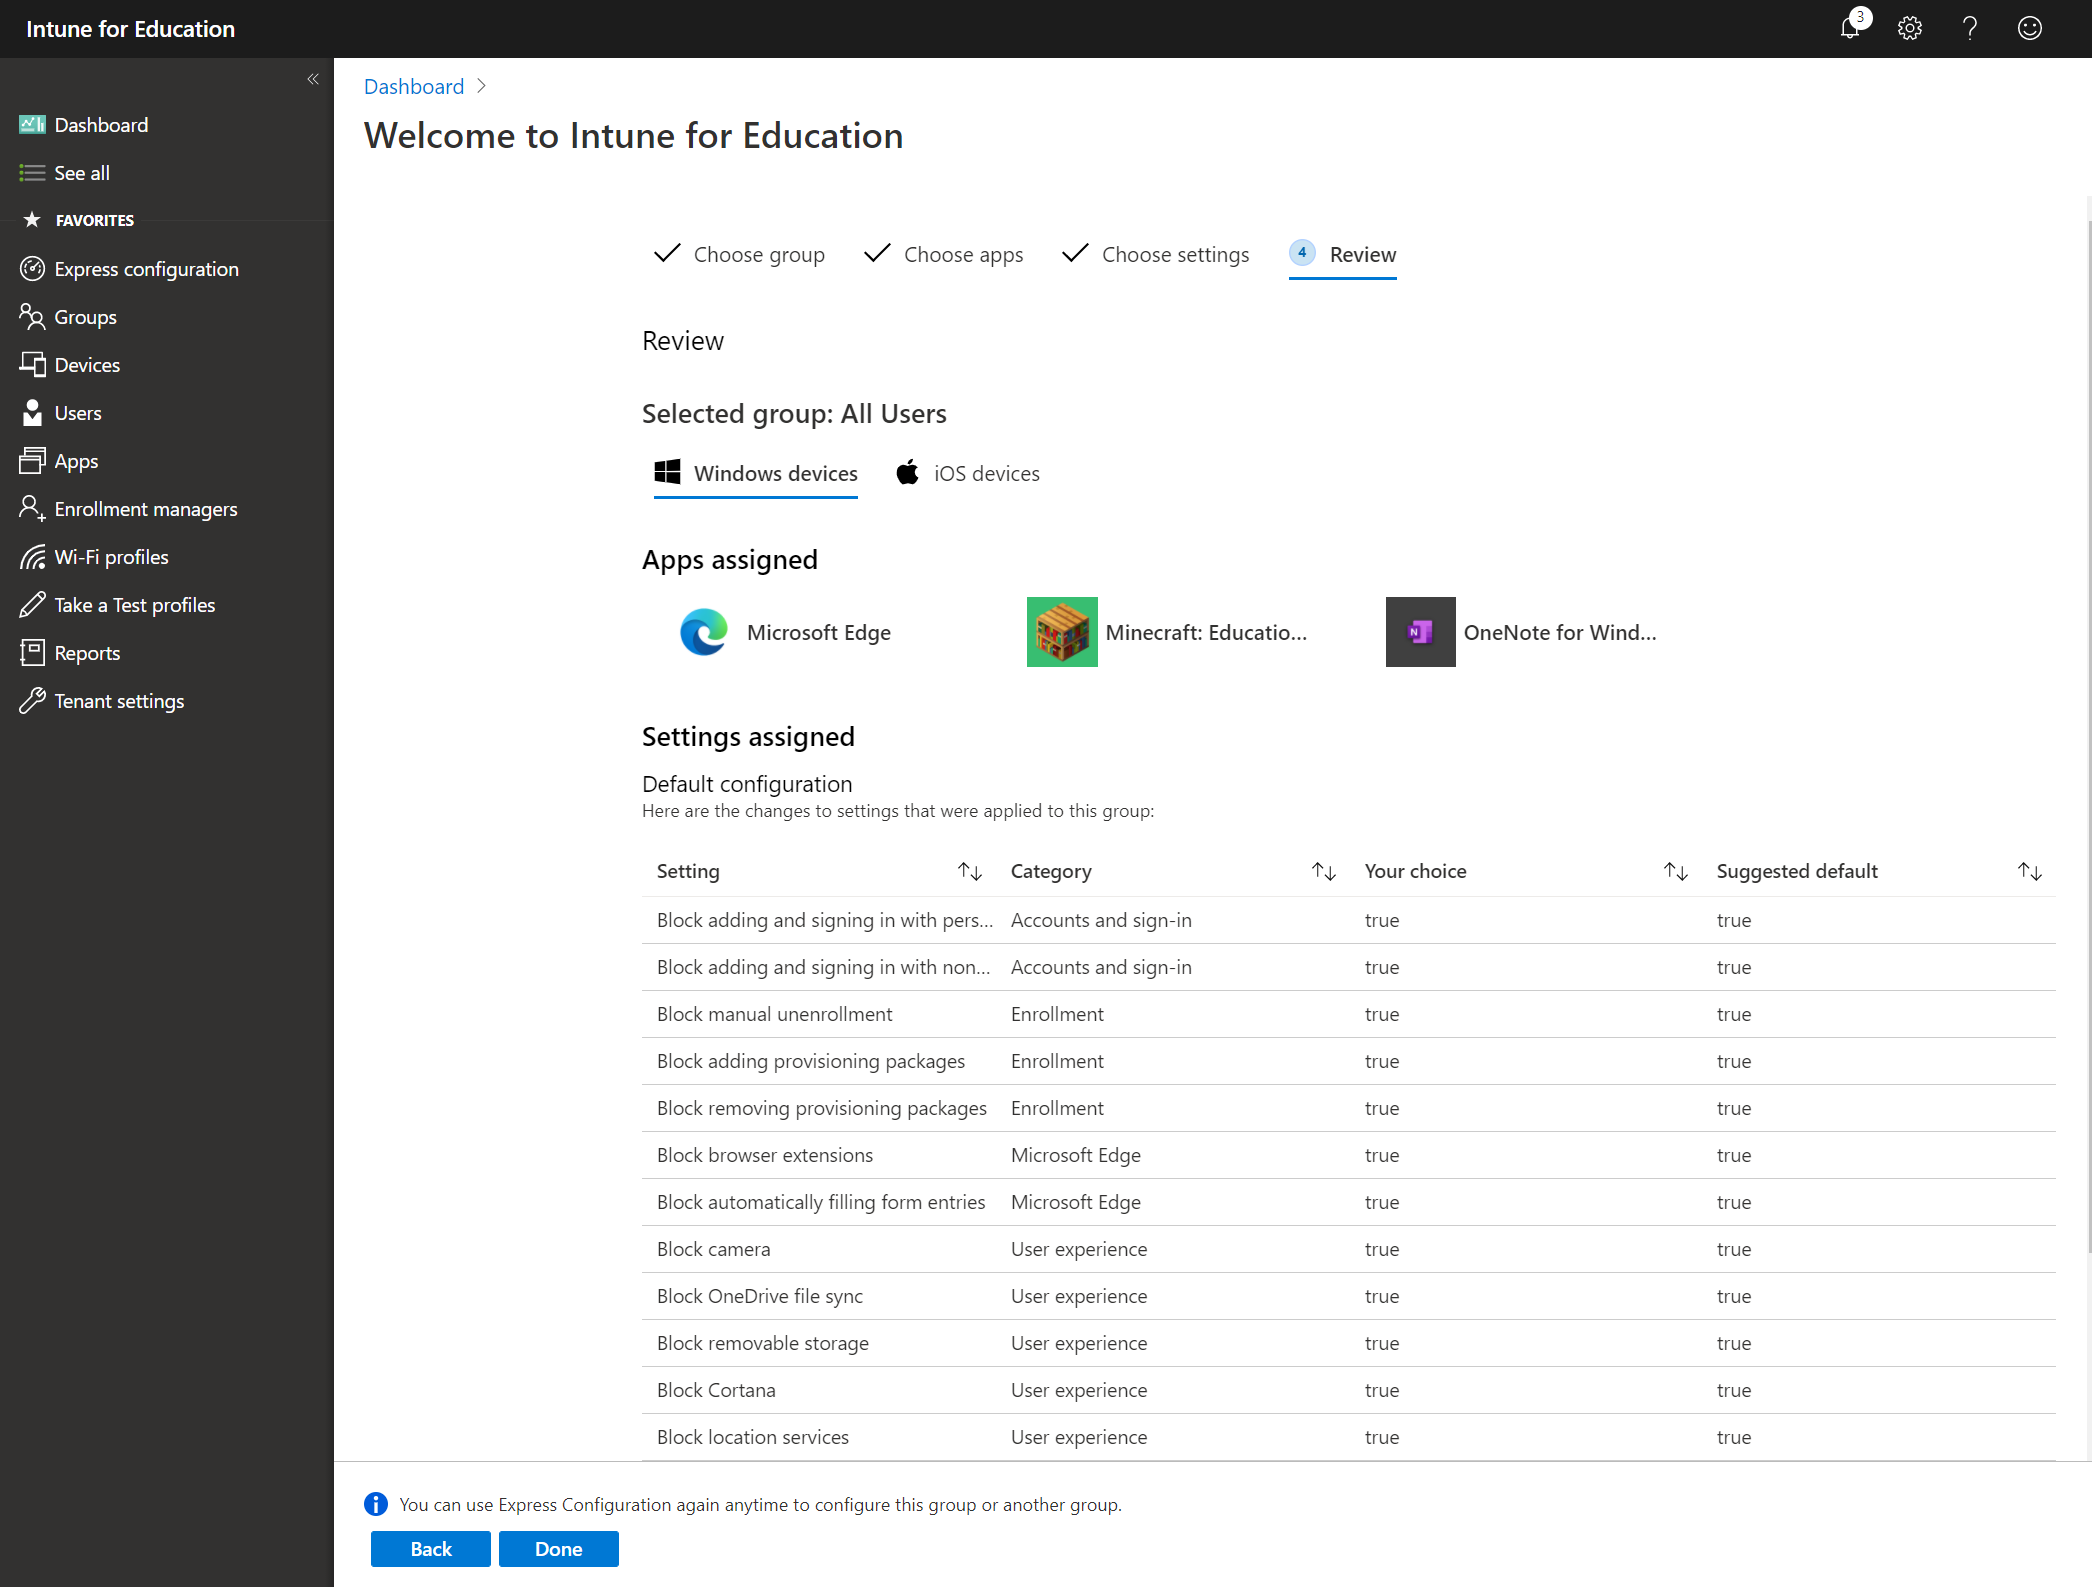 Intune for Education
3
Dashboard
See all
FAVORITES
Express configuration
Groups
Devices
Users
Apps
Enrollment managers
Wi-Fi profiles
Take a Test profiles
Reports
Tenant settings
Dashboard
Welcome to Intune for Education
Choose group Choose apps Choose settings 4 Review
Review
Selected group: All Users
Windows devices iOS devices
Apps assigned
Microsoft Edge Minecraft: Educatio... OneNote for Wind...
Settings assigned
Default configuration
Here are the changes to settings that were applied to this group:
Setting Category Your choice Suggested default
Block adding and signing in with pers... Accounts and sign-in true true
Block adding and signing in with non... Accounts and sign-in true true
Block manual unenrollment Enrollment true true
Block adding provisioning packages Enrollment true true
Block removing provisioning packages Enrollment true true
Block browser extensions Microsoft Edge true true
Block automatically filling form entries Microsoft Edge true true
Block camera User experience true true
Block OneDrive file sync User experience true true
Block removable storage User experience true true
Block Cortana User experience true true
Block location services User experience true true
You can use Express Configuration again anytime to configure this group or another group.
Back Done